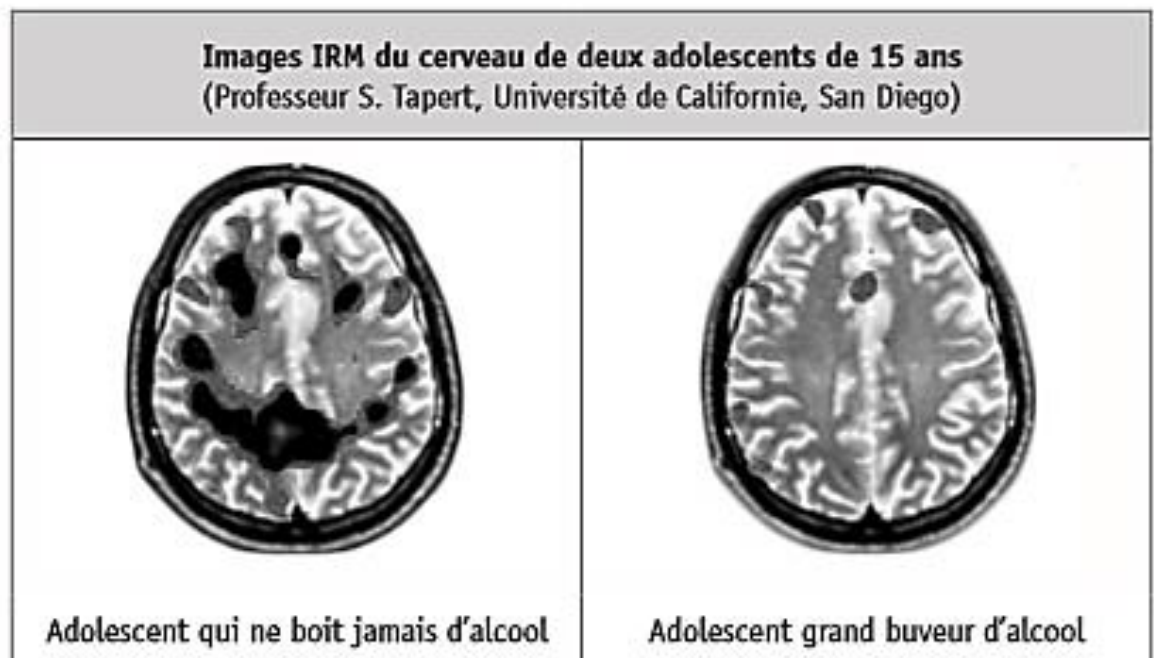 Images IRM du cerveau de deux adolescents de 15 ans
(Professeur S. Tapert, Université de Californie, San Diego)
Adolescent qui ne boit jamais d'alcool
Adolescent grand buveur d'alcool